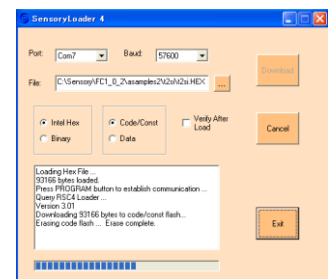 SensoryLoader 4
Port: Com7 Baud: 57600
File: C:\Sensory\FC1_0_2\asamples2\t2si\t2si.HEX ...
Download
Intel Hex
Binary
Code/Const
Data
Verify After
Load
Cancel
Loading Hex File ...
93166 bytes loaded.
Press PROGRAM button to establish communication ...
Query RSC4 Loader ...
Version 3.01
Downloading 93166 bytes to code/const flash...
Erasing code flash ... Erase complete.
Exit